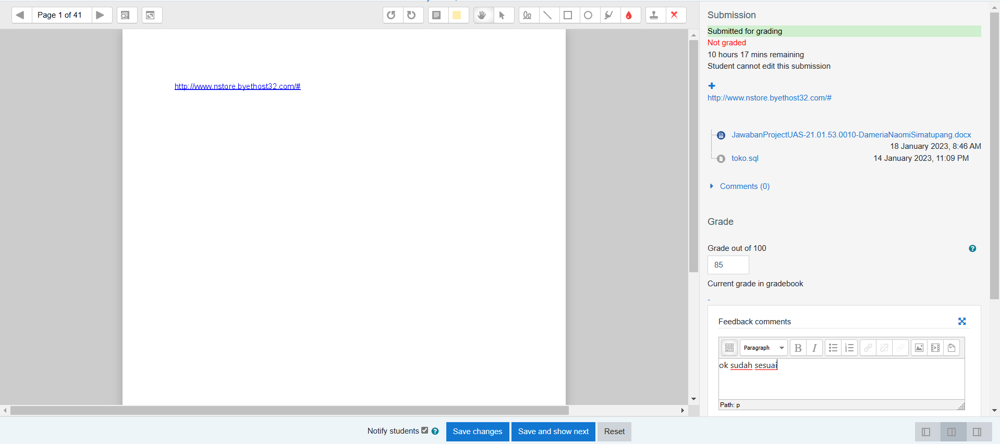 Page 1 of 41
http://www.nstore.byethost32.com/#
Submission
Submitted for grading
Not graded
10 hours 17 mins remaining
Student cannot edit this submission
http://www.nstore.byethost32.com/#
JawabanProjectUAS-21.01.53.0010-DameriaNaomiSimatupang.docx
18 January 2023, 8:46 AM
toko.sql 14 January 2023, 11:09 PM
Comments (0)
Grade
Grade out of 100
85
Current grade in gradebook
-
Feedback comments
Paragraph B I
ok sudah sesuai
Path: p
Notify students Save changes Save and show next Reset